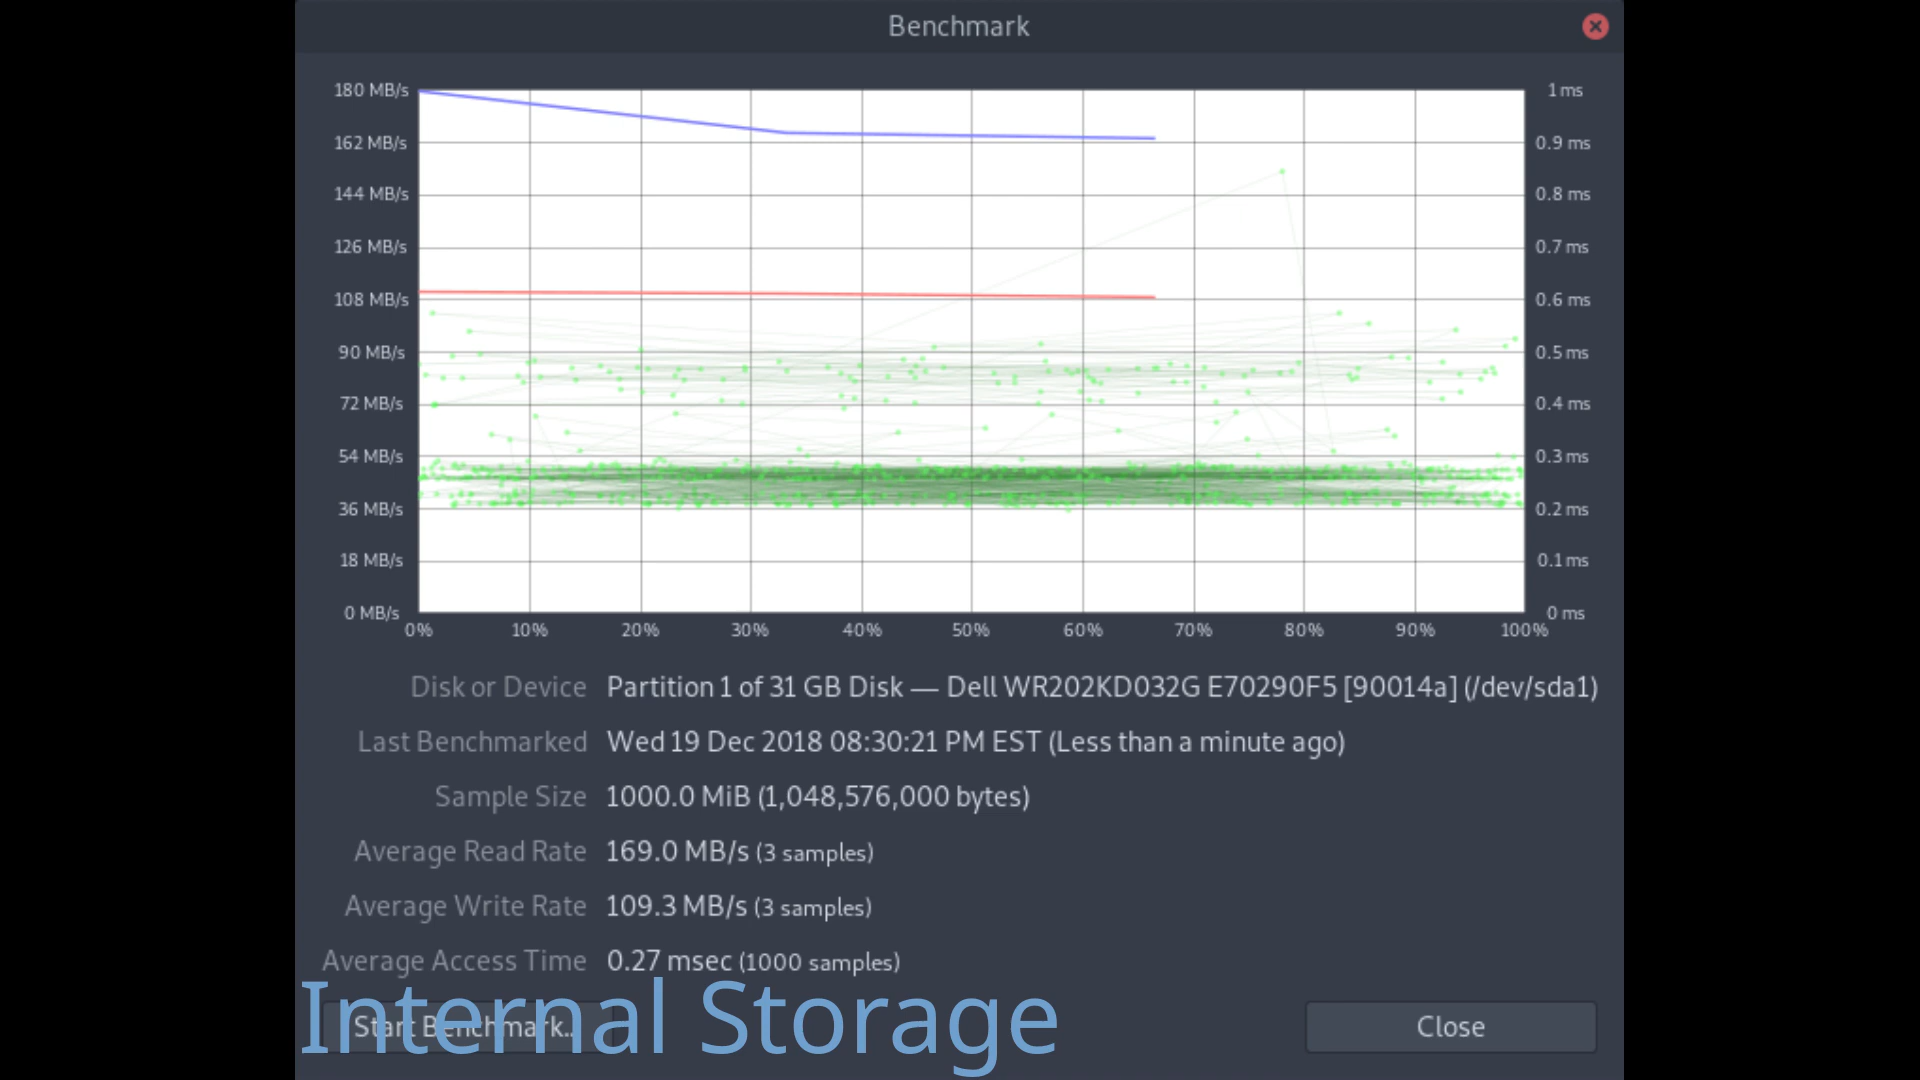 Benchmark
180 MB/s 1 ms
162 MB/s 0.9 ms
144 MB/s 0.8 ms
126 MB/s 0.7 ms
108 MB/s 0.6 ms
90 MB/s 0.5 ms
72 MB/s 0.4 ms
54 MB/s 0.3 ms
36 MB/s 0.2 ms
18 MB/s 0.1 ms
0 MB/s 0 ms
0% 10% 20% 30% 40% 50% 60% 70% 80% 90% 100%
Disk or Device Partition 1 of 31 GB Disk — Dell WR202KD032G E70290F5 [90014a] (/dev/sda1)
Last Benchmarked Wed 19 Dec 2018 08:30:21 PM EST (Less than a minute ago)
Sample Size 1000.0 MiB (1,048,576,000 bytes)
Average Read Rate 169.0 MB/s (3 samples)
Average Write Rate 109.3 MB/s (3 samples)
Average Access Time 0.27 msec (1000 samples)
Start Benchmark... Close
Internal Storage